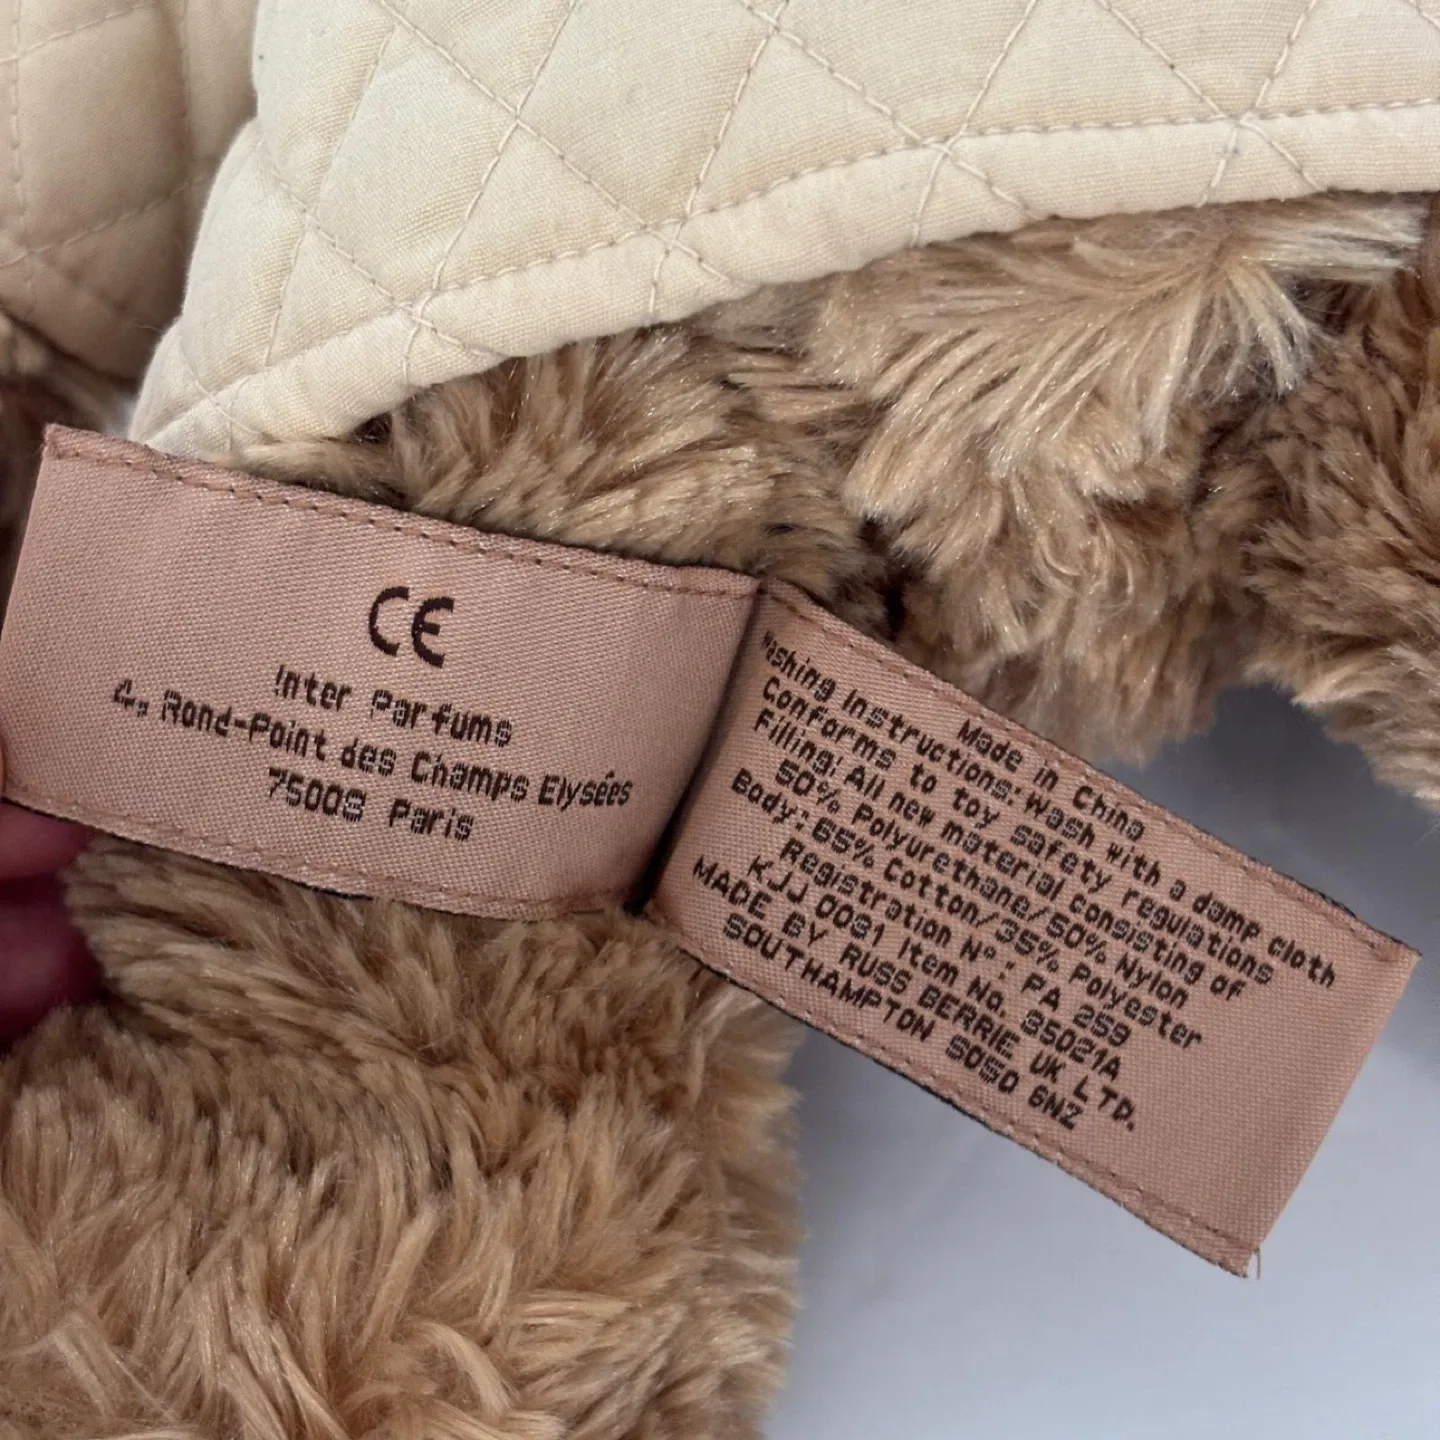 CE
Inter Parfums
4, Rond-Point des Champs Elysées
75008 Paris
Made in China
Washing Instructions: Wash with a damp cloth
Conforms to toy safety regulations
Filling: All new material consisting of
50% Polyurethane/50% Nylon
Body: 65% Cotton/35% Polyester
Registration N°: PA 259
KJJ 0031 Item No. 35021A
MADE BY RUSS BERRIE UK LTD.
SOUTHAMPTON SO50 6NZ